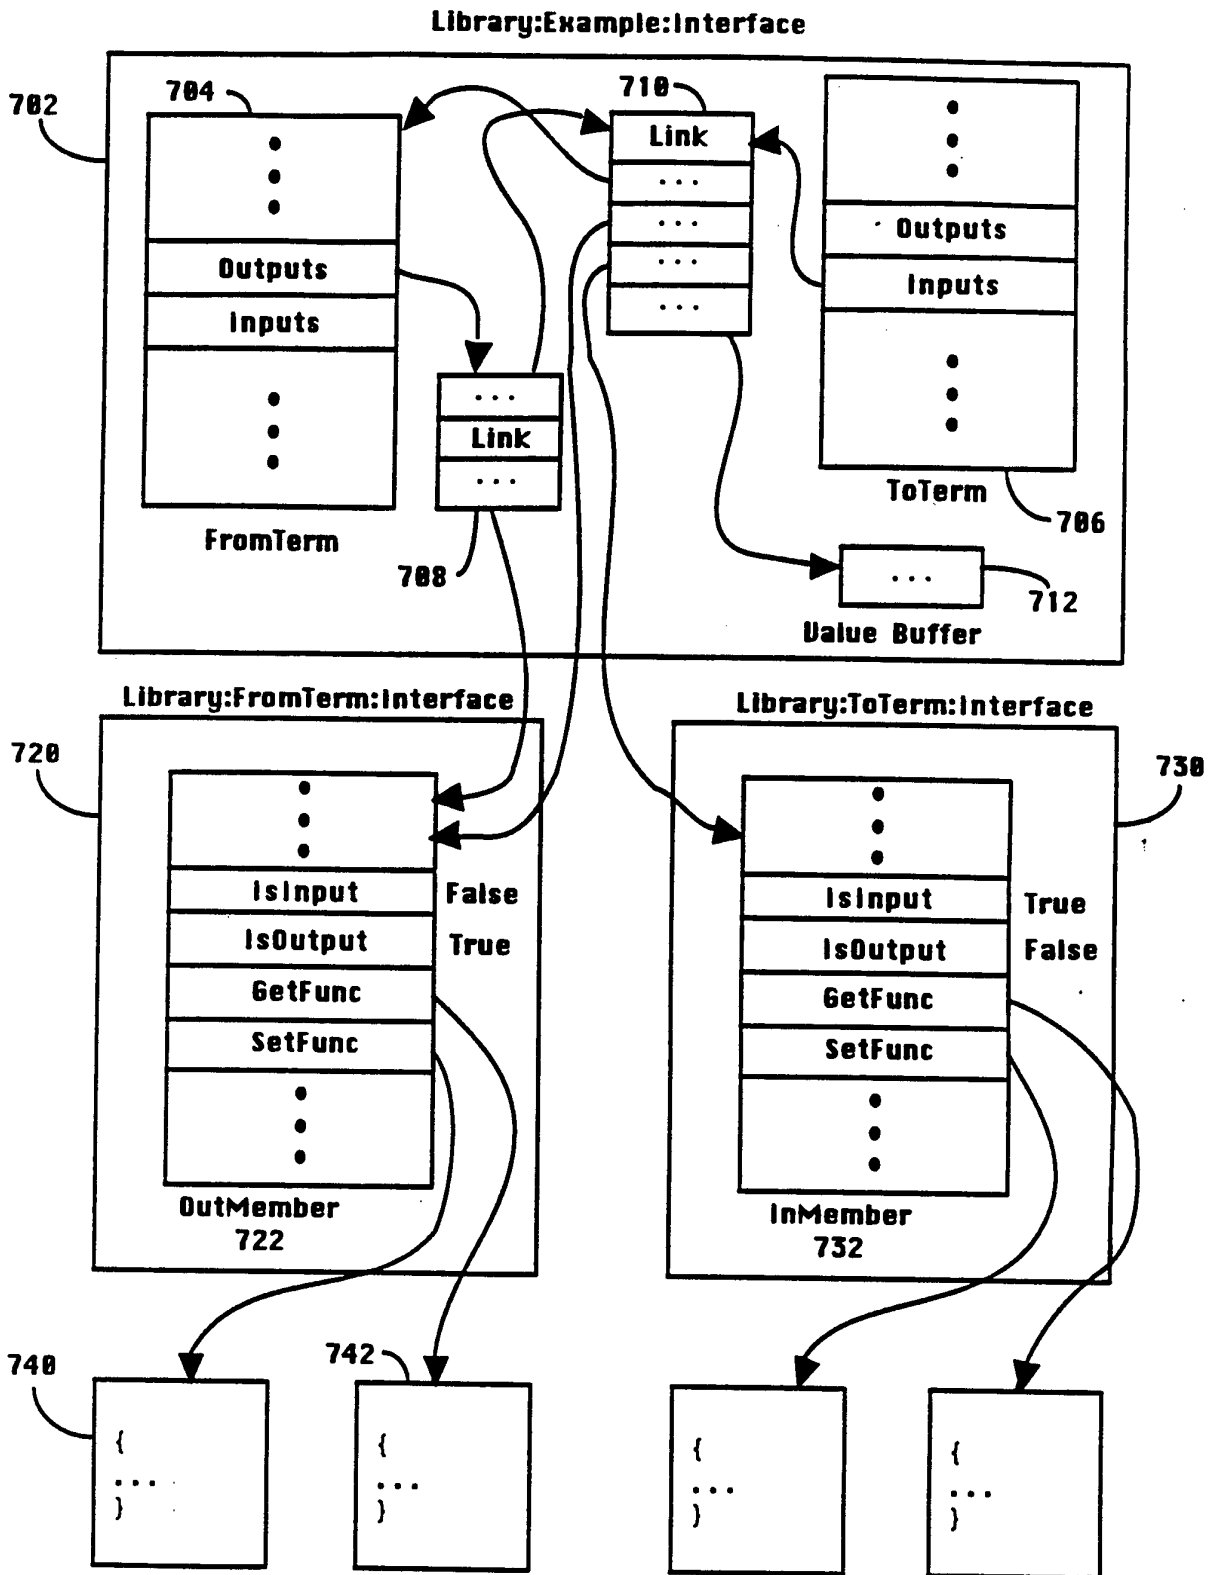 Library:Example:Interface
702
704
Outputs
Inputs
FromTerm
...
Link
...
708
710
Link
...
...
...
...
Outputs
Inputs
ToTerm
706
...
712
Value Buffer
Library:FromTerm:Interface
720
IsInput False
IsOutput True
GetFunc
SetFunc
OutMember
722
Library:ToTerm:Interface
730
IsInput True
IsOutput False
GetFunc
SetFunc
InMember
732
740
{
...
}
742
{
...
}
{
...
}
{
...
}